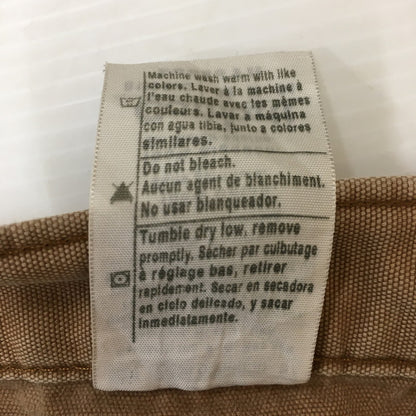 Machine wash warm with like
colors. Laver à la machine à
l'eau chaude avec les mêmes
couleurs. Lavar a máquina
con agua tibia, junto a colores
similares.
Do not bleach.
Aucun agent de blanchiment.
No usar blanqueador.
Tumble dry low, remove
promptly. Sécher par culbutage
à réglage bas, retirer
rapidement. Secar en secadora
en ciclo delicado, y sacar
inmediatamente.